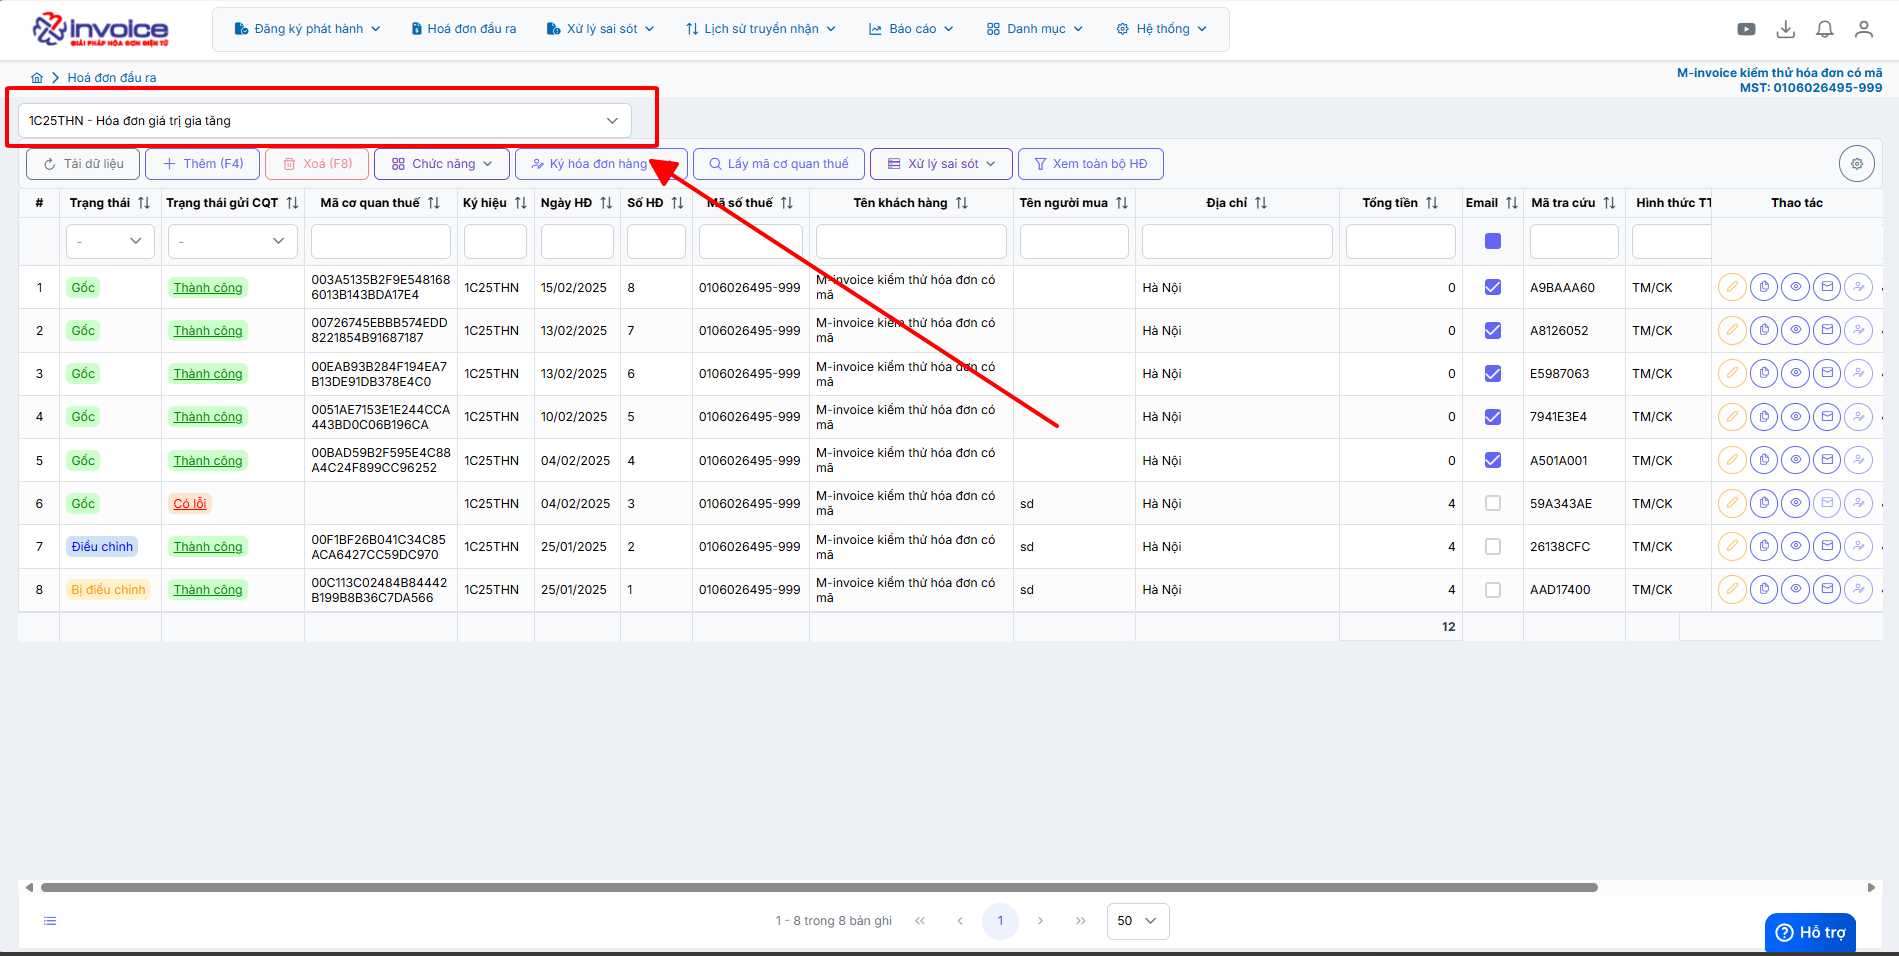 invoice
GIẢI PHÁP HÓA ĐƠN ĐIỆN TỬ
Đăng ký phát hành
Hoá đơn đầu ra
Xử lý sai sót
Lịch sử truyền nhận
Báo cáo
Danh mục
Hệ thống
Hoá đơn đầu ra
M-invoice kiểm thử hóa đơn có mã
MST: 0106026495-999
1C25THN - Hóa đơn giá trị gia tăng
Tải dữ liệu
Thêm (F4)
Xoá (F8)
Chức năng
Ký hóa đơn hàng
Lấy mã cơ quan thuế
Xử lý sai sót
Xem toàn bộ HĐ
# Trạng thái Trạng thái gửi CQT Mã cơ quan thuế Ký hiệu Ngày HĐ Số HĐ Mã số thuế Tên khách hàng Tên người mua Địa chỉ Tổng tiền Email Mã tra cứu Hình thức TT Thao tác
- -
1 Gốc Thành công 003A5135B2F9E548168 6013B143BDA17E4 1C25THN 15/02/2025 8 0106026495-999 M-invoice kiểm thử hóa đơn có mã Hà Nội 0 A9BAAA60 TM/CK
2 Gốc Thành công 00726745EBBB574EDD 8221854B91687187 1C25THN 13/02/2025 7 0106026495-999 M-invoice kiểm thử hóa đơn có mã Hà Nội 0 A8126052 TM/CK
3 Gốc Thành công 00EAB93B284F194EA7 B13DE91DB378E4C0 1C25THN 13/02/2025 6 0106026495-999 M-invoice kiểm thử hóa đơn có mã Hà Nội 0 E5987063 TM/CK
4 Gốc Thành công 0051AE7153E1E244CCA 443BD0C06B196CA 1C25THN 10/02/2025 5 0106026495-999 M-invoice kiểm thử hóa đơn có mã Hà Nội 0 7941E3E4 TM/CK
5 Gốc Thành công 00BAD59B2F595E4C88 A4C24F899CC96252 1C25THN 04/02/2025 4 0106026495-999 M-invoice kiểm thử hóa đơn có mã Hà Nội 0 A501A001 TM/CK
6 Gốc Có lỗi 1C25THN 04/02/2025 3 0106026495-999 M-invoice kiểm thử hóa đơn có mã sd Hà Nội 4 59A343AE TM/CK
7 Điều chỉnh Thành công 00F1BF26B041C34C85 ACA6427CC59DC970 1C25THN 25/01/2025 2 0106026495-999 M-invoice kiểm thử hóa đơn có mã sd Hà Nội 4 26138CFC TM/CK
8 Bị điều chỉnh Thành công 00C113C02484B84442 B199B8B36C7DA566 1C25THN 25/01/2025 1 0106026495-999 M-invoice kiểm thử hóa đơn có mã sd Hà Nội 4 AAD17400 TM/CK
12
1 - 8 trong 8 bản ghi
1
50
Hỗ trợ